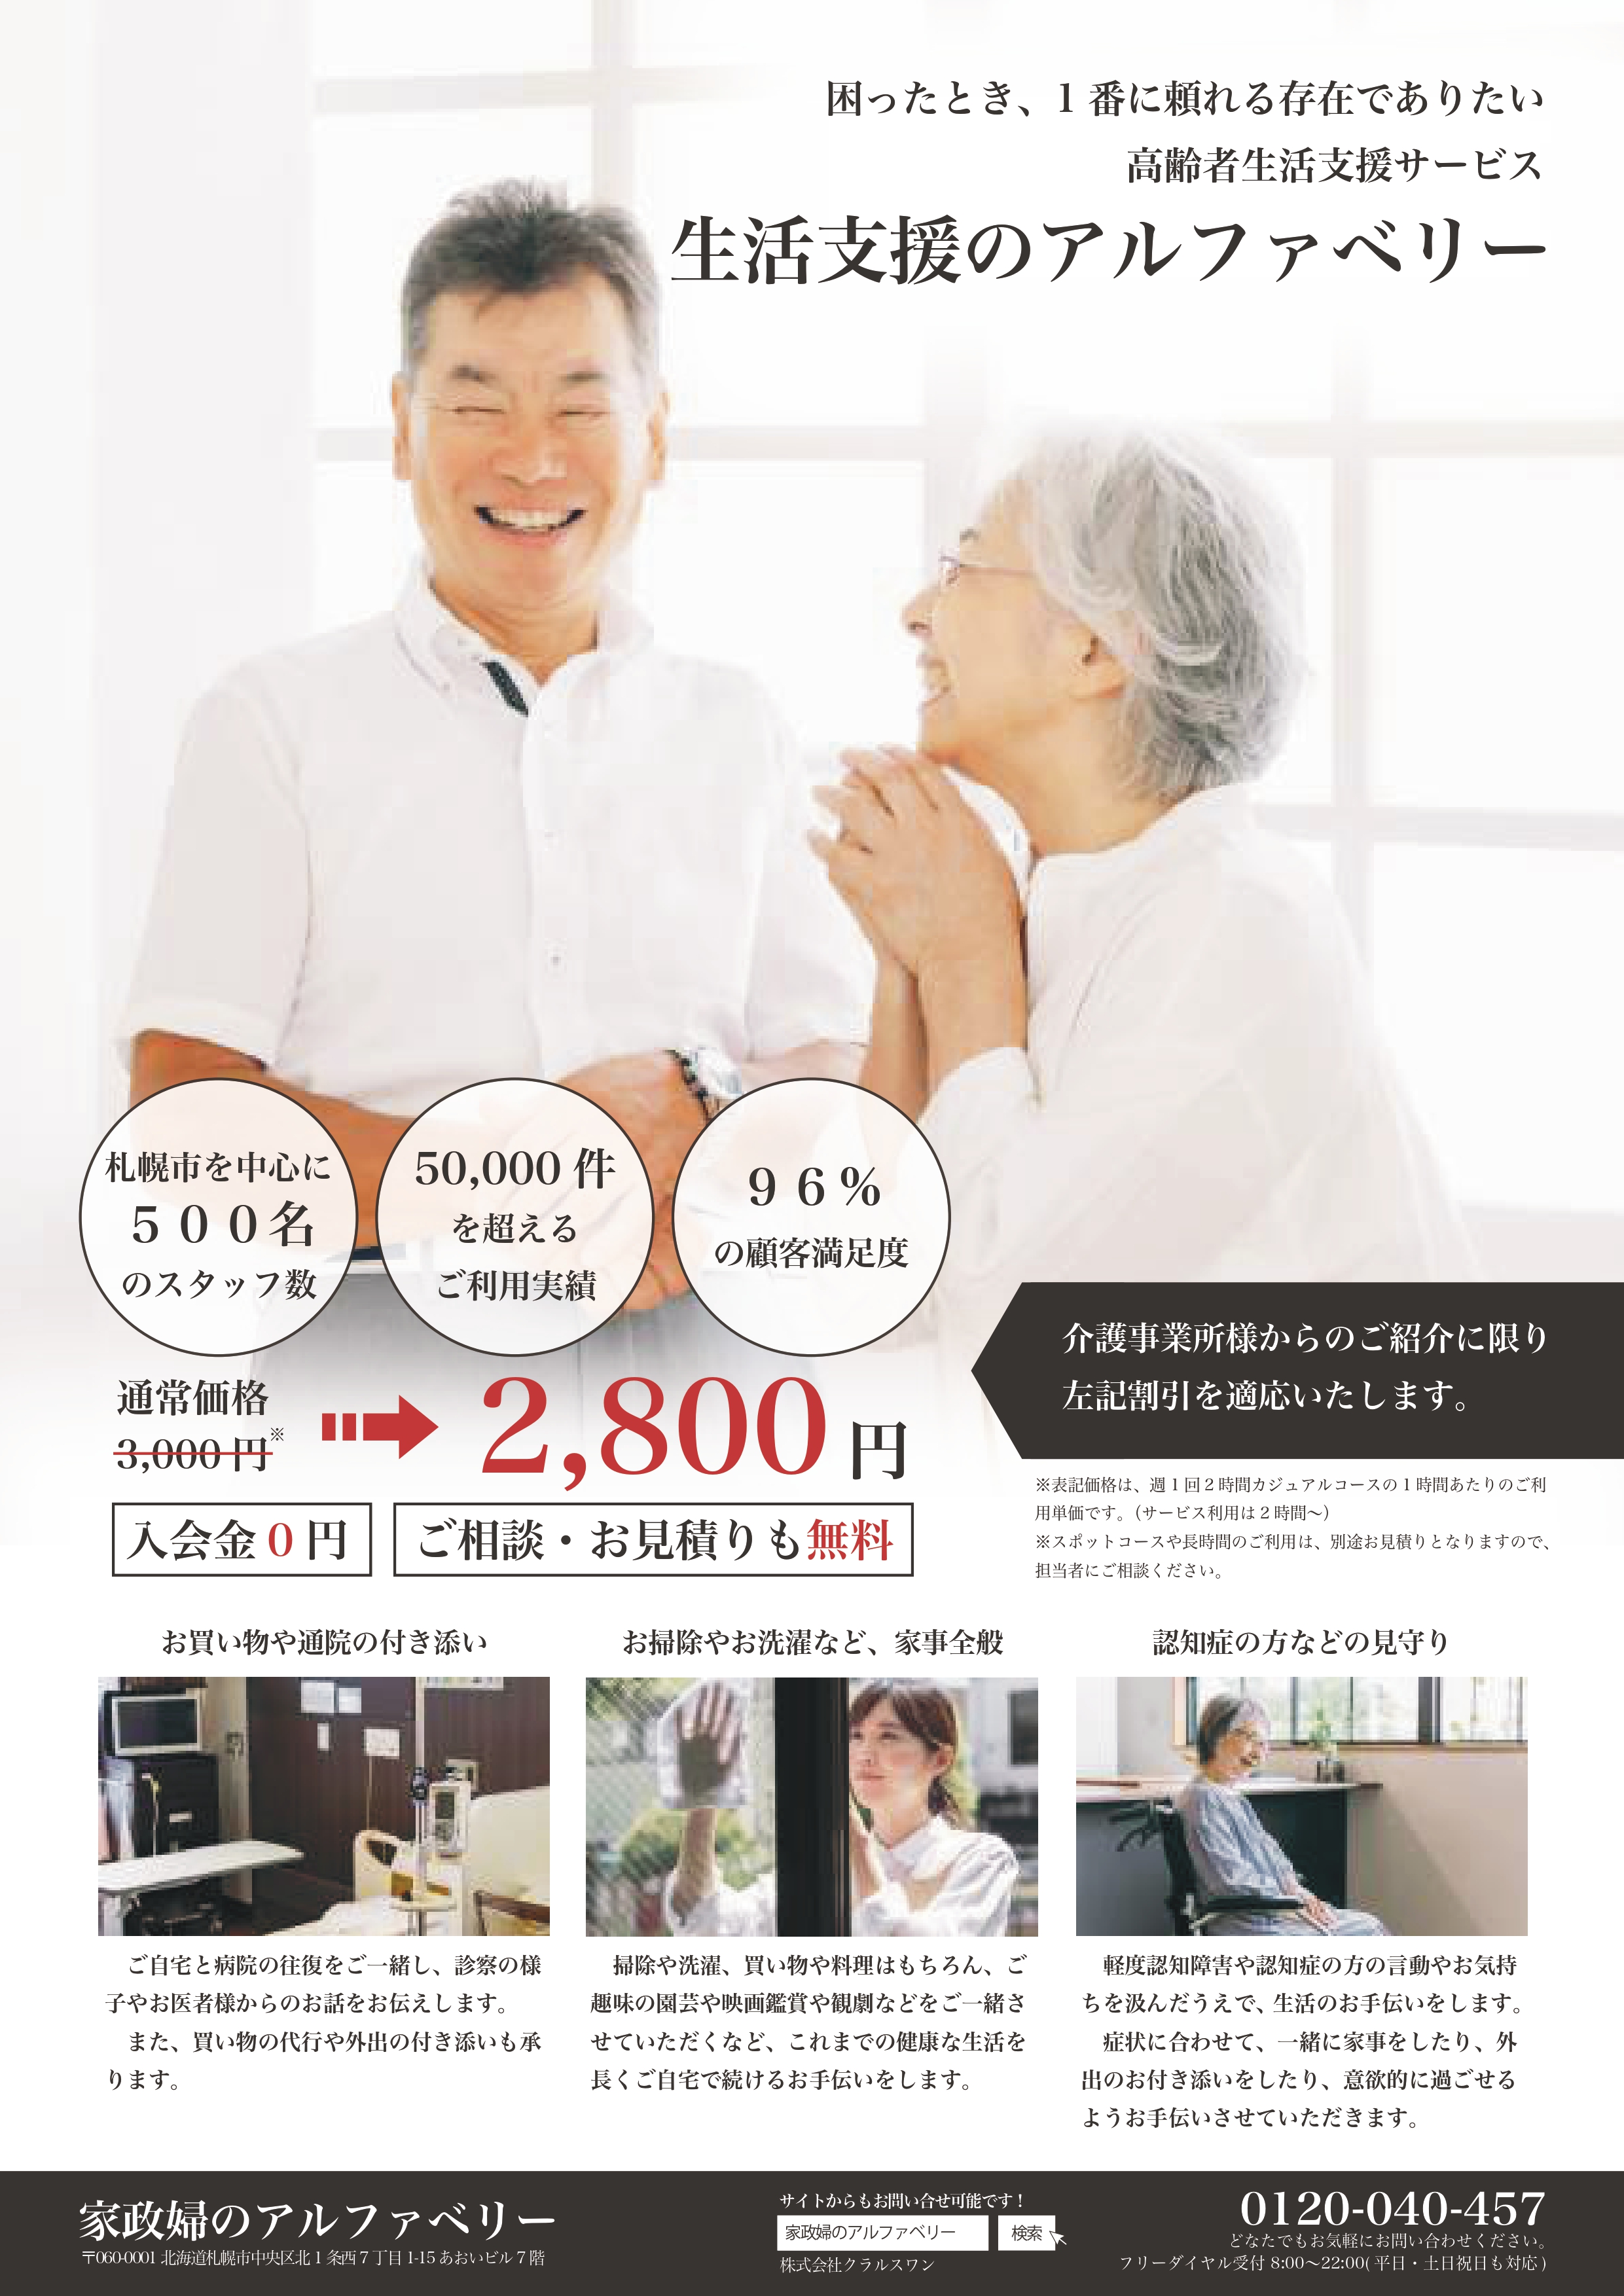 困ったとき、1 番に頼れる存在でありたい
高齢者生活支援サービス
生活支援のアルファベリー
札幌市を中心に
５００名
のスタッフ数
50,000 件
を超える
ご利用実績
９６%
の顧客満足度
介護事業所様からのご紹介に限り
左記割引を適応いたします。
通常価格
3,000 円※
2,800 円
入会金 0 円
ご相談・お見積りも無料
※表記価格は、週 1 回 2 時間カジュアルコースの 1 時間あたりのご利
用単価です。（サービス利用は 2 時間〜）
※スポットコースや長時間のご利用は、別途お見積りとなりますので、
担当者にご相談ください。
お買い物や通院の付き添い
ご自宅と病院の往復をご一緒し、診察の様
子やお医者様からのお話をお伝えします。
また、買い物の代行や外出の付き添いも承
ります。
お掃除やお洗濯など、家事全般
掃除や洗濯、買い物や料理はもちろん、ご
趣味の園芸や映画鑑賞や観劇などをご一緒さ
せていただくなど、これまでの健康な生活を
長くご自宅で続けるお手伝いをします。
認知症の方などの見守り
軽度認知障害や認知症の方の言動やお気持
ちを汲んだうえで、生活のお手伝いをします。
症状に合わせて、一緒に家事をしたり、外
出のお付き添いをしたり、意欲的に過ごせる
ようお手伝いさせていただきます。
家政婦のアルファベリー
〒060-0001 北海道札幌市中央区北 1 条西 7 丁目 1-15 あおいビル 7 階
サイトからもお問い合せ可能です！
家政婦のアルファベリー
検索
株式会社クラルスワン
0120-040-457
どなたでもお気軽にお問い合わせください。
フリーダイヤル受付 8:00〜22:00( 平日・土日祝日も対応 )